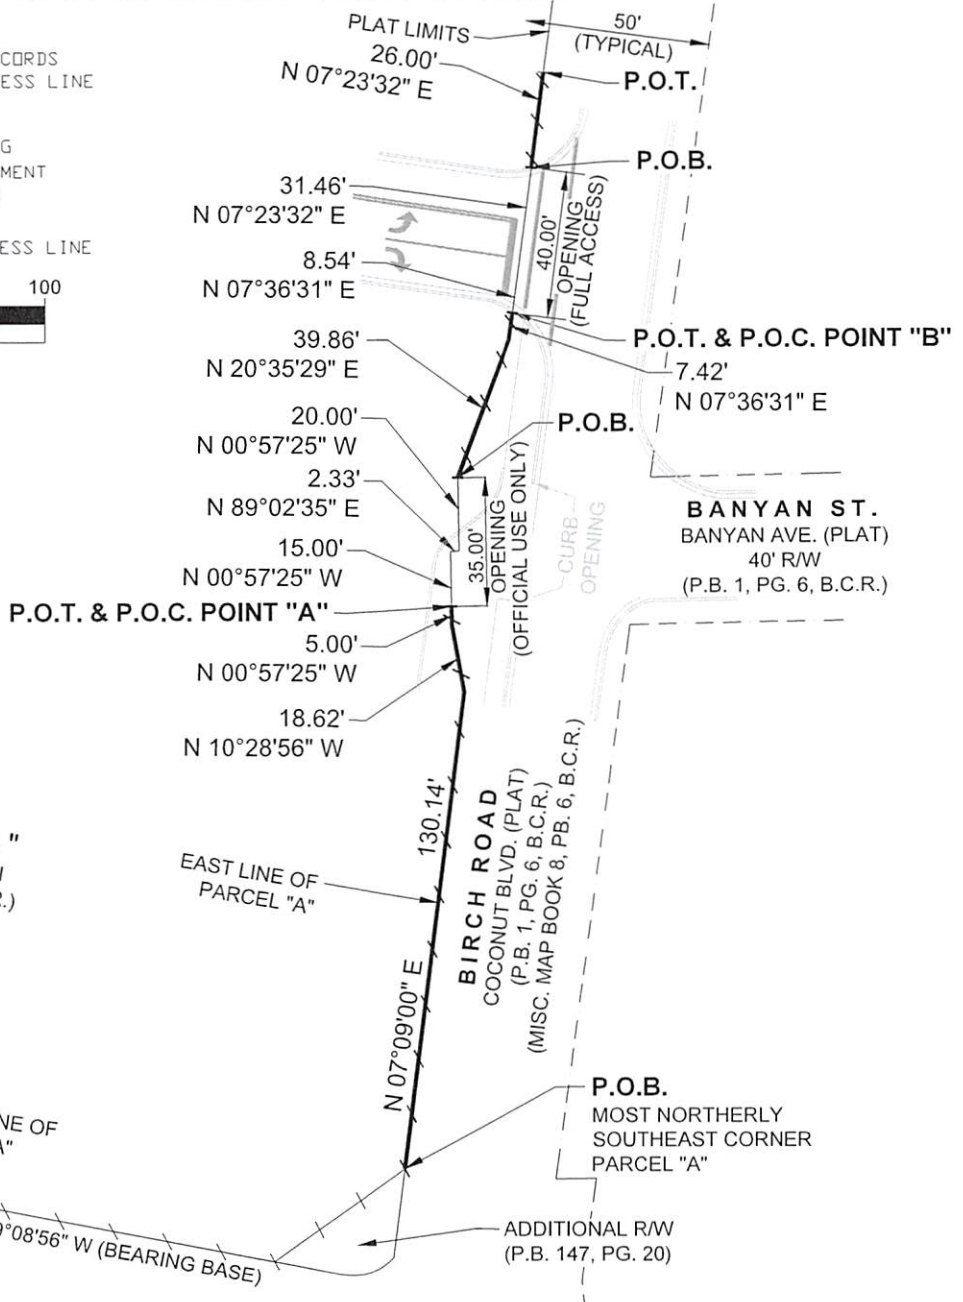 CORDS
ESS LINE
G
MENT
ESS LINE
100
PLAT LIMITS
26.00'
N 07°23'32" E
50'
(TYPICAL)
P.O.T.
P.O.B.
31.46'
N 07°23'32" E
40.00'
OPENING
(FULL ACCESS)
8.54'
N 07°36'31" E
P.O.T. & P.O.C. POINT "B"
7.42'
N 07°36'31" E
39.86'
N 20°35'29" E
P.O.B.
20.00'
N 00°57'25" W
2.33'
N 89°02'35" E
35.00'
OPENING
(OFFICIAL USE ONLY)
CURB
OPENING
BANYAN ST.
BANYAN AVE. (PLAT)
40' R/W
(P.B. 1, PG. 6, B.C.R.)
15.00'
N 00°57'25" W
P.O.T. & P.O.C. POINT "A"
5.00'
N 00°57'25" W
18.62'
N 10°28'56" W
130.14'
N 07°09'00" E
"
.)
EAST LINE OF
PARCEL "A"
BIRCH ROAD
COCONUT BLVD. (PLAT)
(P.B. 1, PG. 6, B.C.R.)
(MISC. MAP BOOK 8, PB. 6, B.C.R.)
P.O.B.
MOST NORTHERLY
SOUTHEAST CORNER
PARCEL "A"
NE OF
"
9°08'56" W (BEARING BASE)
ADDITIONAL R/W
(P.B. 147, PG. 20)